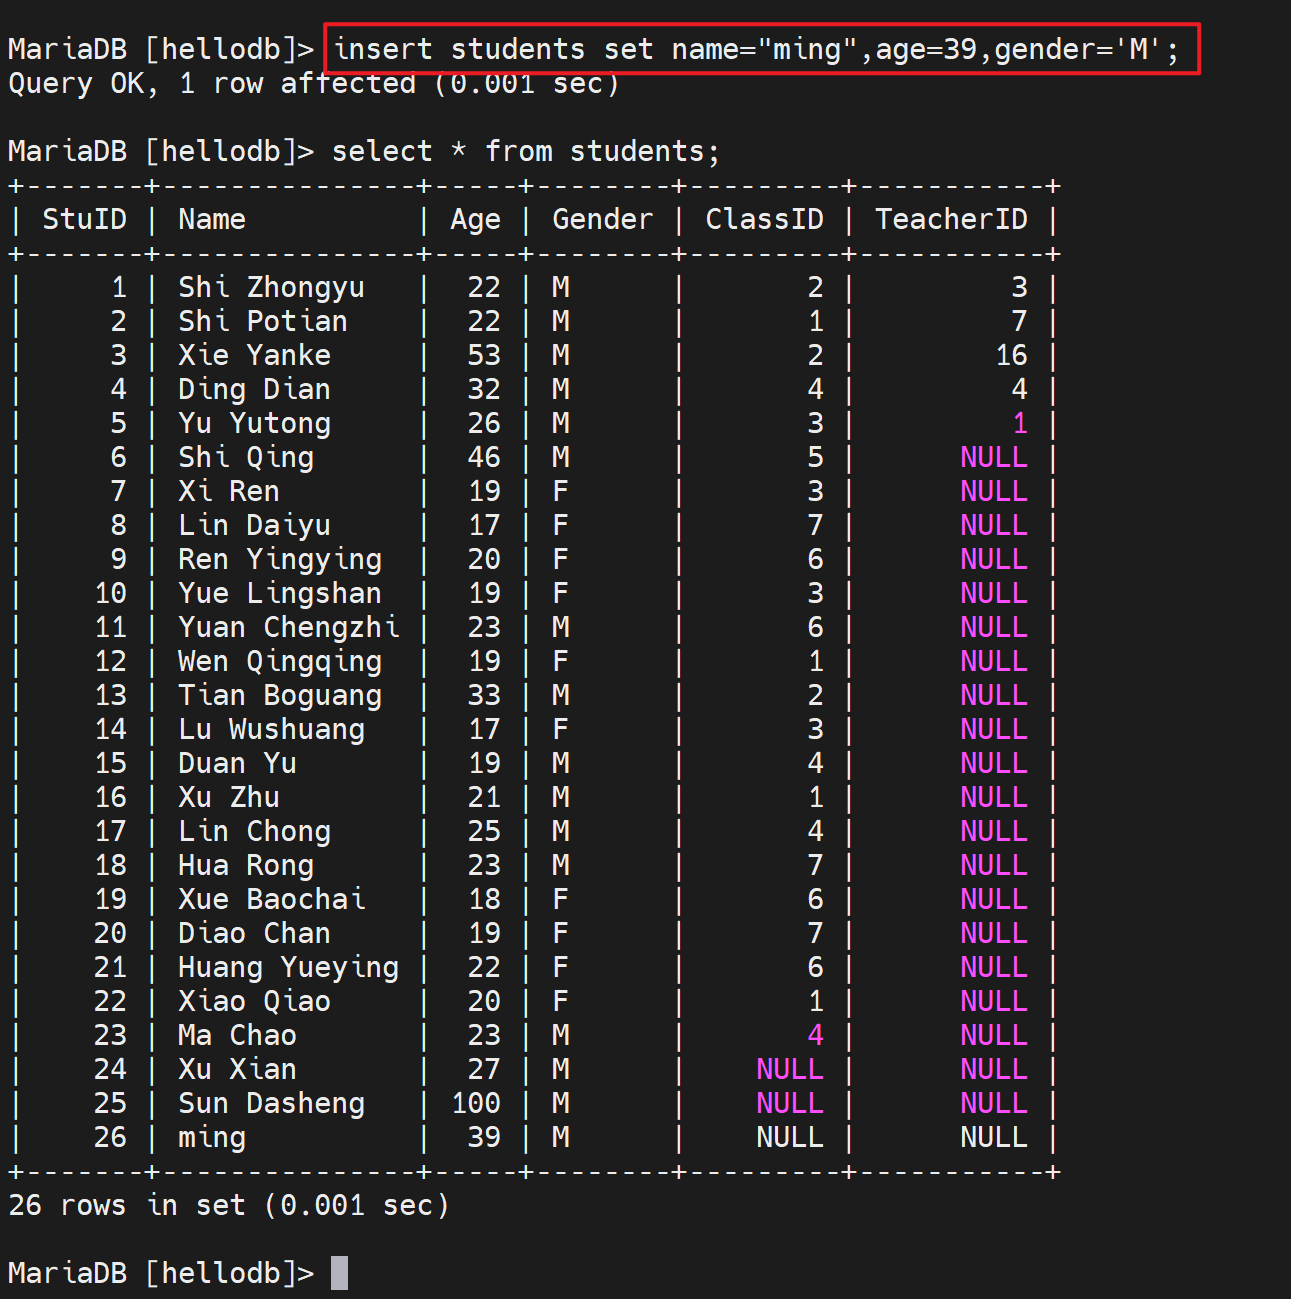 MariaDB [hellodb]> insert students set name="ming",age=39,gender='M';
Query OK, 1 row affected (0.001 sec)
MariaDB [hellodb]> select * from students;
+-------+---------------+-----+--------+---------+-----------+
| StuID | Name          | Age | Gender | ClassID | TeacherID |
+-------+---------------+-----+--------+---------+-----------+
|     1 | Shi Zhongyu   |  22 | M      |       2 |         3 |
|     2 | Shi Potian    |  22 | M      |       1 |         7 |
|     3 | Xie Yanke     |  53 | M      |       2 |        16 |
|     4 | Ding Dian     |  32 | M      |       4 |         4 |
|     5 | Yu Yutong     |  26 | M      |       3 |         1 |
|     6 | Shi Qing      |  46 | M      |       5 |      NULL |
|     7 | Xi Ren        |  19 | F      |       3 |      NULL |
|     8 | Lin Daiyu     |  17 | F      |       7 |      NULL |
|     9 | Ren Yingying  |  20 | F      |       6 |      NULL |
|    10 | Yue Lingshan  |  19 | F      |       3 |      NULL |
|    11 | Yuan Chengzhi |  23 | M      |       6 |      NULL |
|    12 | Wen Qingqing  |  19 | F      |       1 |      NULL |
|    13 | Tian Boguang  |  33 | M      |       2 |      NULL |
|    14 | Lu Wushuang   |  17 | F      |       3 |      NULL |
|    15 | Duan Yu       |  19 | M      |       4 |      NULL |
|    16 | Xu Zhu        |  21 | M      |       1 |      NULL |
|    17 | Lin Chong     |  25 | M      |       4 |      NULL |
|    18 | Hua Rong      |  23 | M      |       7 |      NULL |
|    19 | Xue Baochai   |  18 | F      |       6 |      NULL |
|    20 | Diao Chan     |  19 | F      |       7 |      NULL |
|    21 | Huang Yueying |  22 | F      |       6 |      NULL |
|    22 | Xiao Qiao     |  20 | F      |       1 |      NULL |
|    23 | Ma Chao       |  23 | M      |       4 |      NULL |
|    24 | Xu Xian       |  27 | M      |    NULL |      NULL |
|    25 | Sun Dasheng   | 100 | M      |    NULL |      NULL |
|    26 | ming          |  39 | M      |    NULL |      NULL |
+-------+---------------+-----+--------+---------+-----------+
26 rows in set (0.001 sec)
MariaDB [hellodb]>